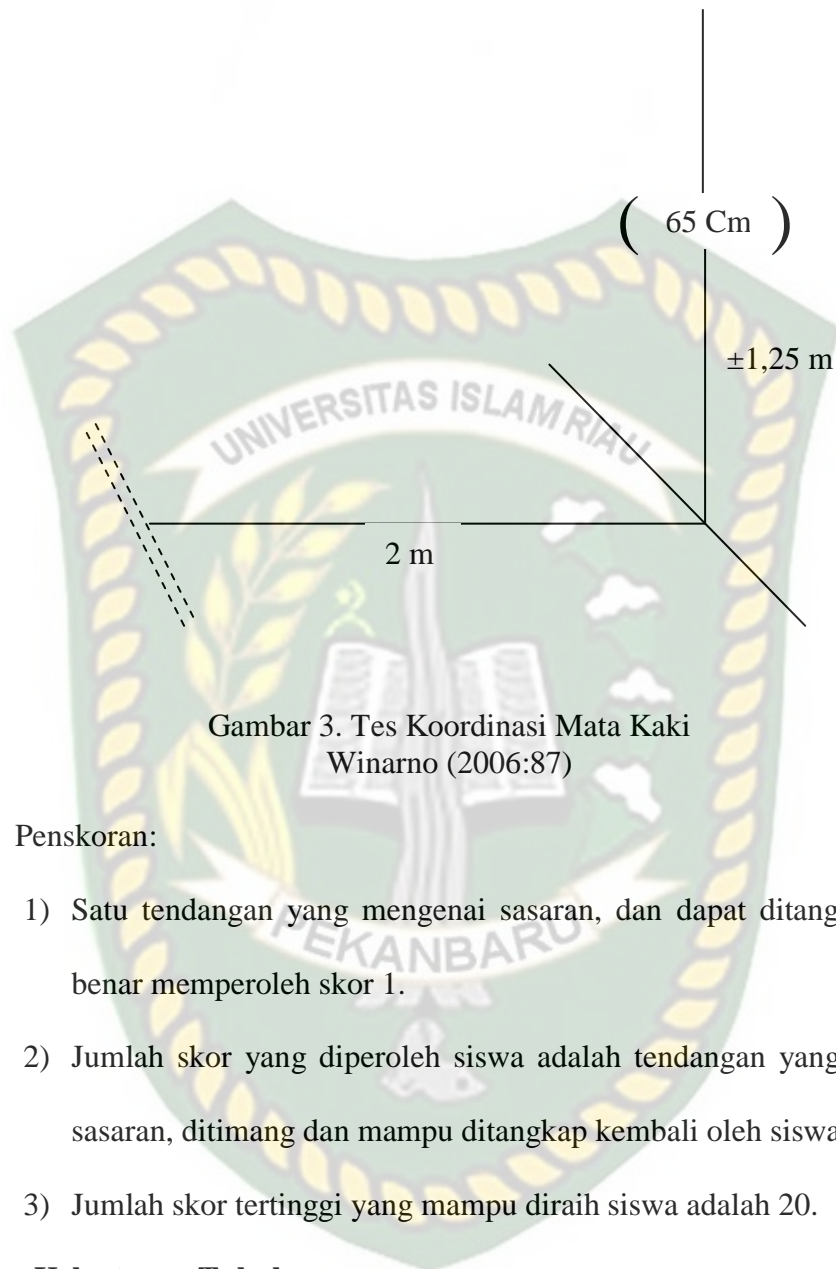 ( 65 Cm )
±1,25 m
UNIVERSITAS ISLAM RIAU
2 m
Gambar 3. Tes Koordinasi Mata Kaki
Winarno (2006:87)
Penskoran:
1) Satu tendangan yang mengenai sasaran, dan dapat ditang
PEKANBARU
benar memperoleh skor 1.
2) Jumlah skor yang diperoleh siswa adalah tendangan yang
sasaran, ditimang dan mampu ditangkap kembali oleh siswa
3) Jumlah skor tertinggi yang mampu diraih siswa adalah 20.